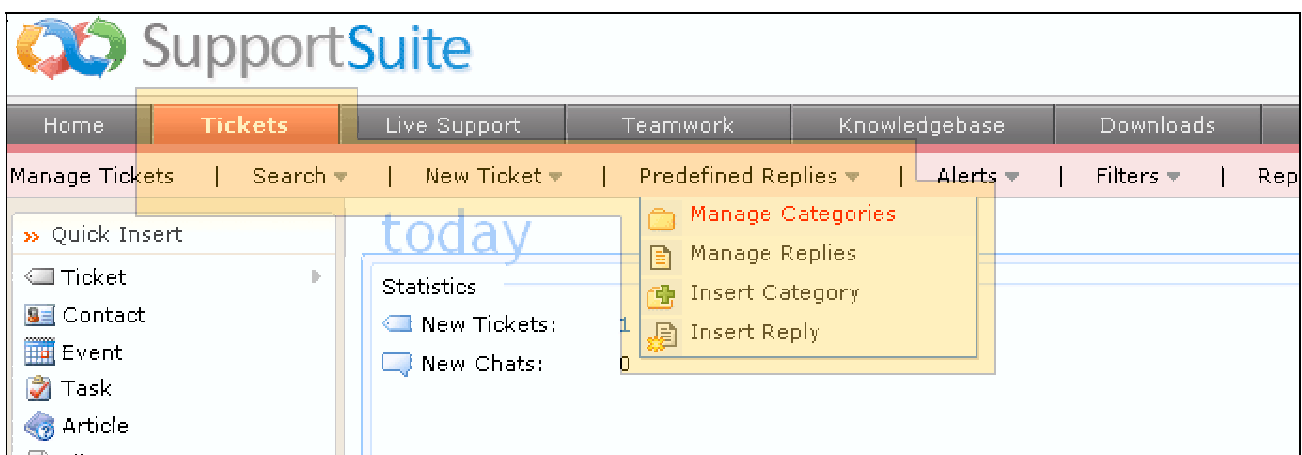 SupportSuite
Home Tickets Live Support Teamwork Knowledgebase Downloads
Manage Tickets | Search | New Ticket | Predefined Replies | Alerts | Filters | Rep
Quick Insert
Ticket
Contact
Event
Task
Article
today
Statistics
New Tickets: 1
New Chats: 0
Manage Categories
Manage Replies
Insert Category
Insert Reply